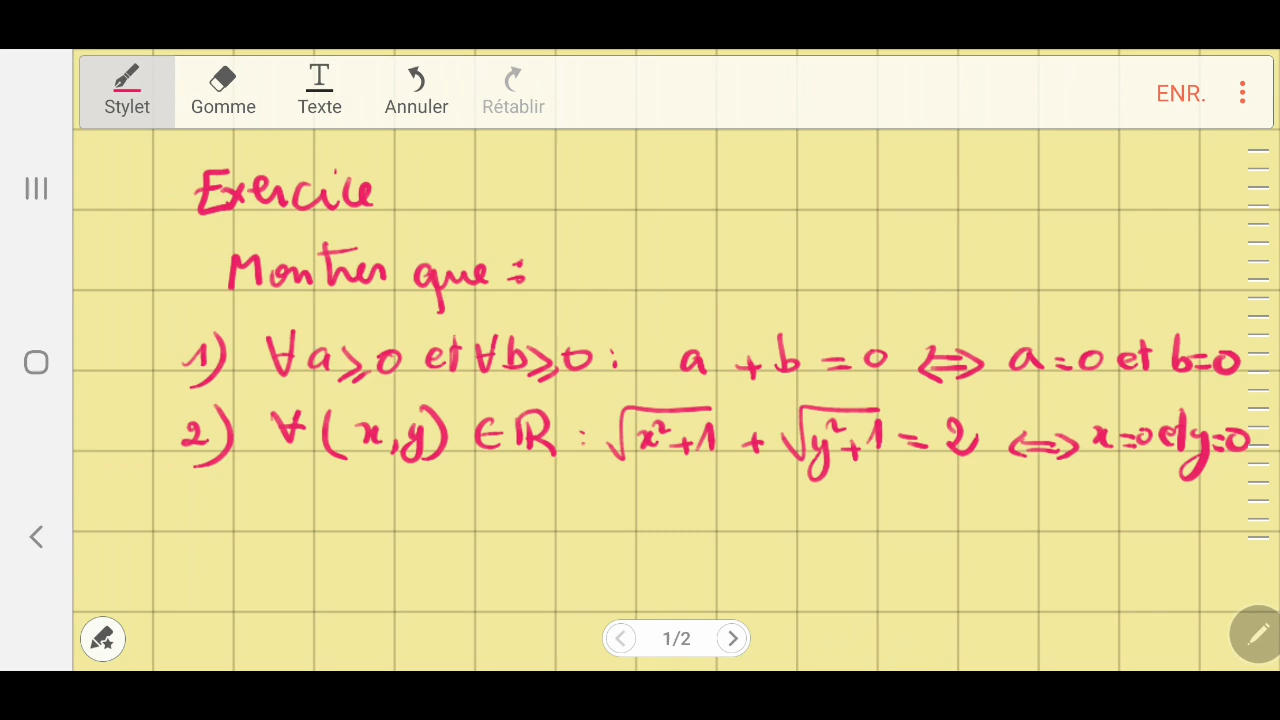 Stylet Gomme Texte Annuler Rétablir ENR.
Exercice
Montrer que :
1) ∀a≥0 et ∀b≥0 : a + b = 0 ⟺ a=0 et b=0
2) ∀(x,y) ∈ ℝ : √(x²+1) + √(y²+1) = 2 ⟺ x=0 et y=0
1/2